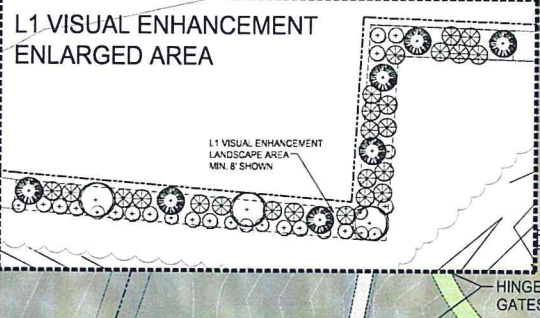 L1 VISUAL ENHANCEMENT
ENLARGED AREA
L1 VISUAL ENHANCEMENT
LANDSCAPE AREA
MIN. 8' SHOWN
HINGE
GATES